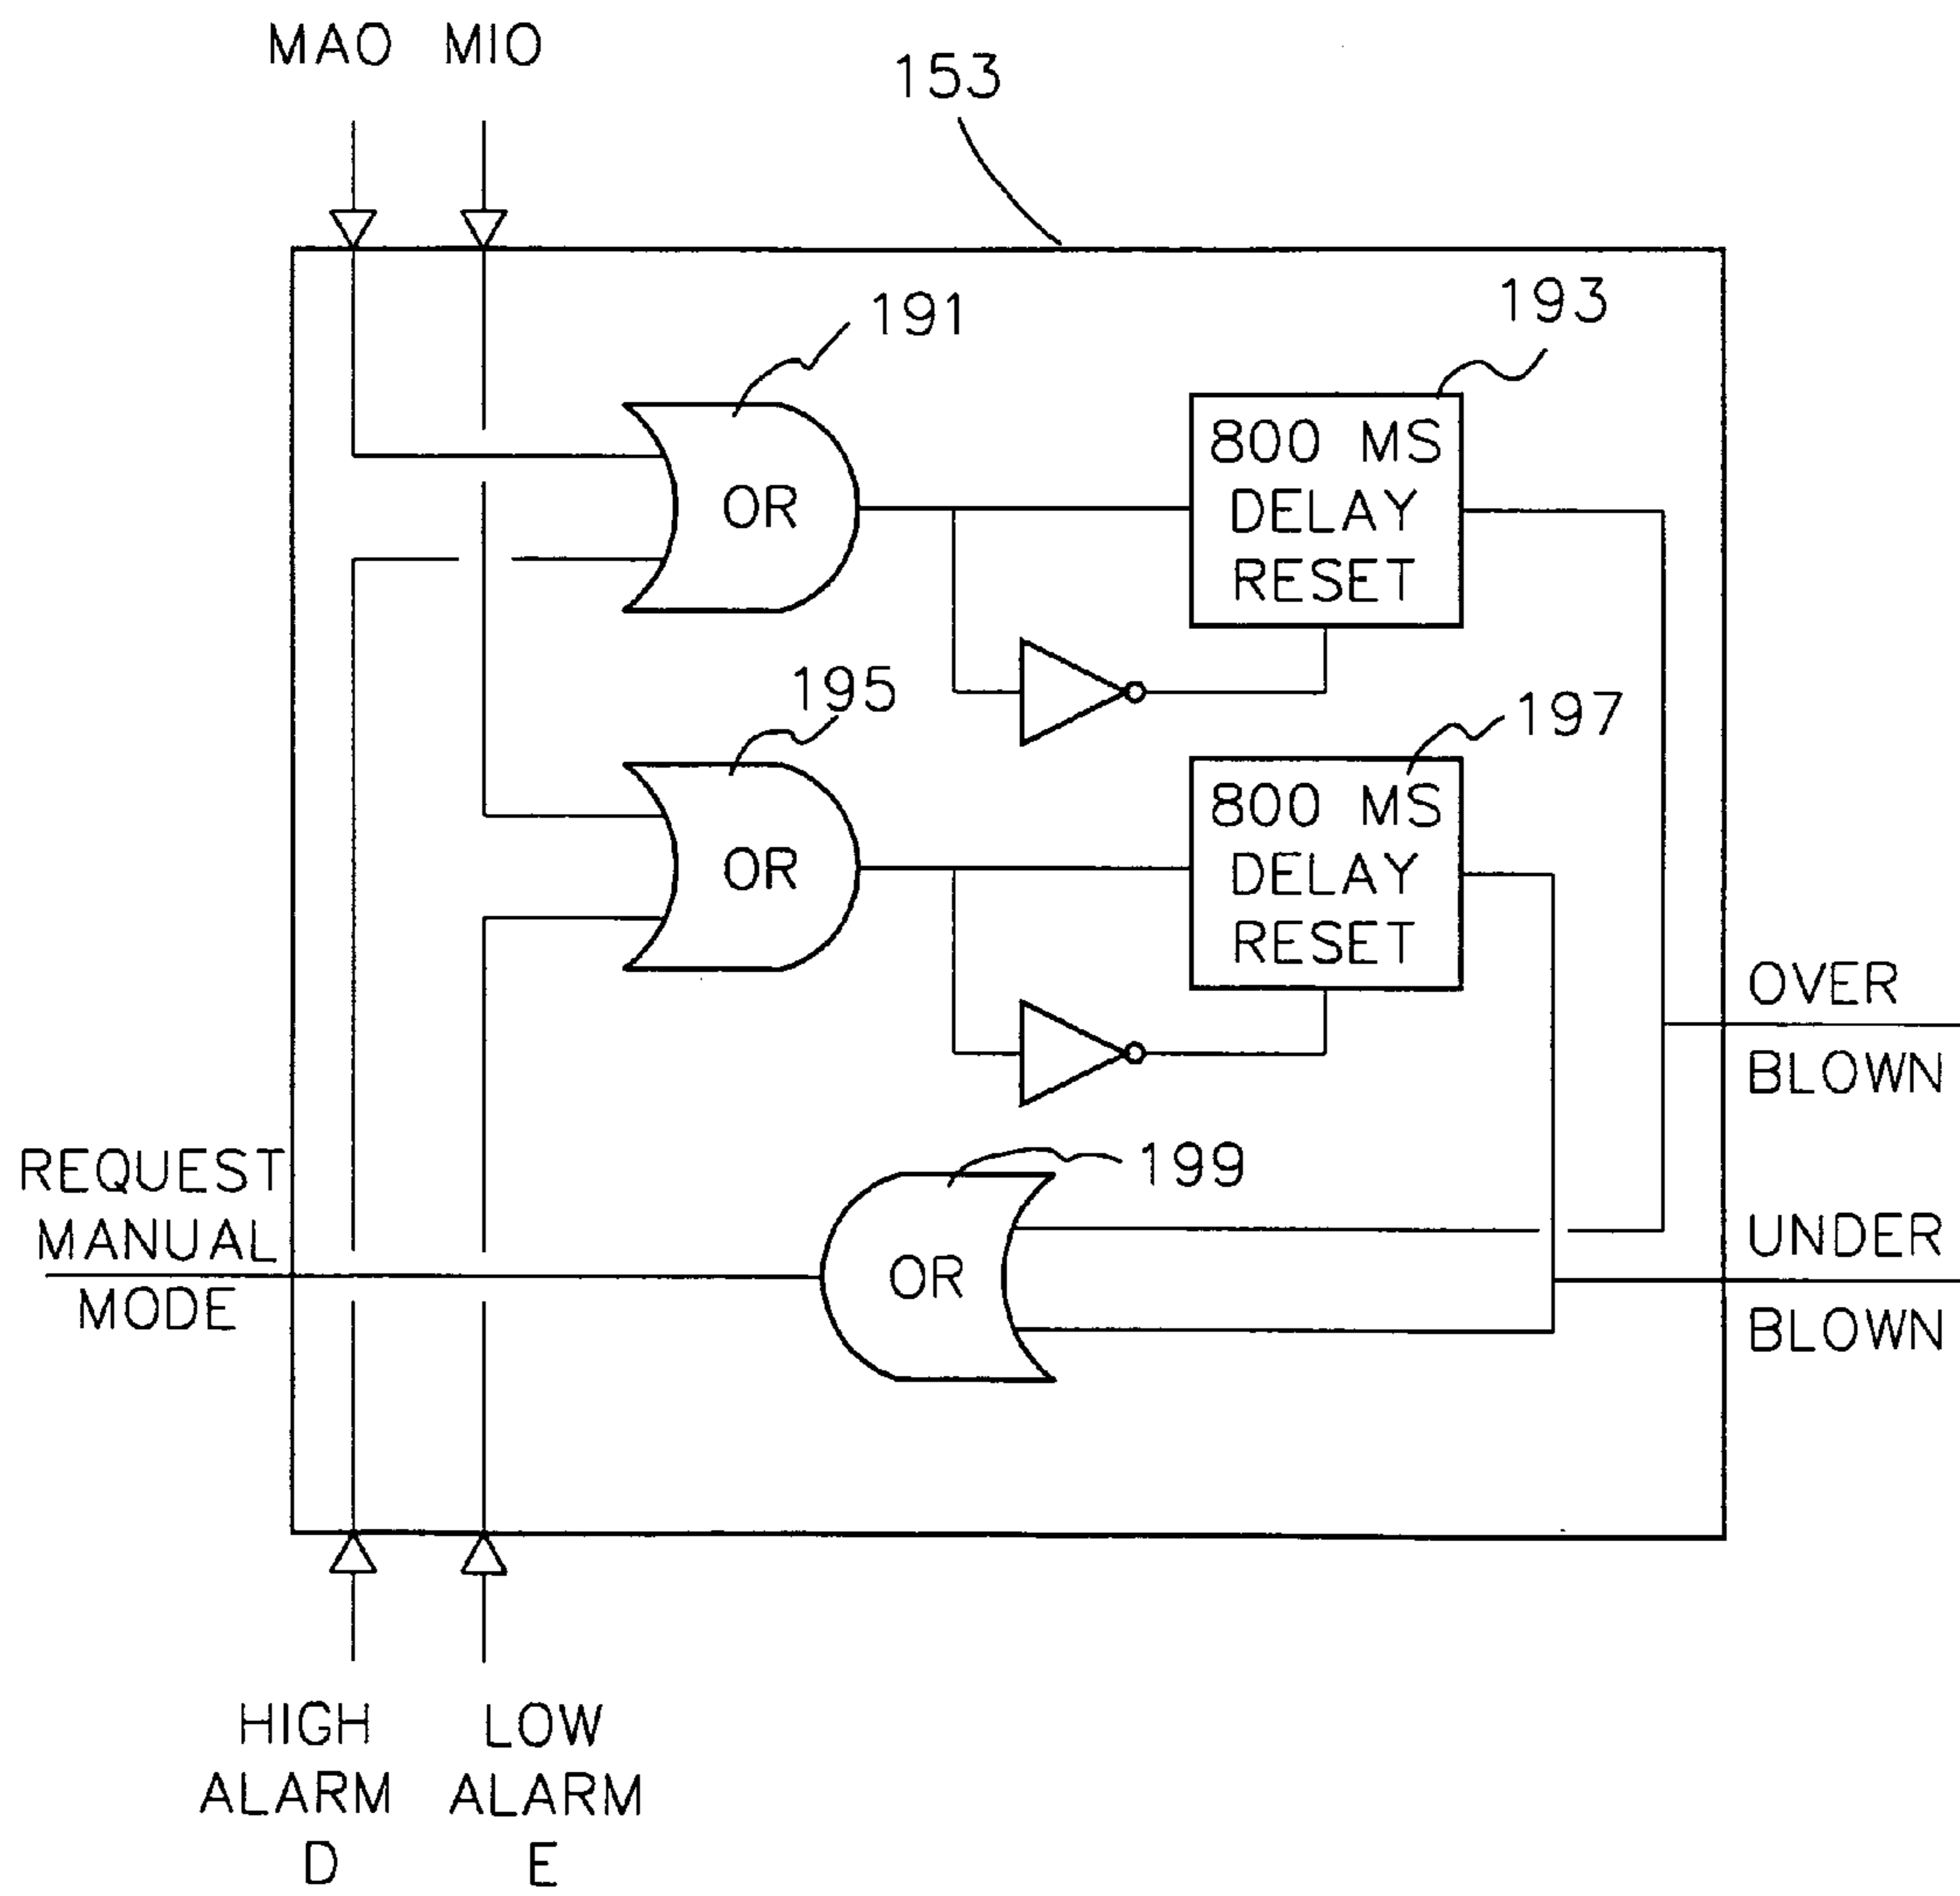 MAO MIO
153
191
193
OR
800 MS
DELAY
RESET
195
197
OR
800 MS
DELAY
RESET
OVER
BLOWN
199
REQUEST
MANUAL
MODE
OR
UNDER
BLOWN
HIGH
ALARM
D
LOW
ALARM
E